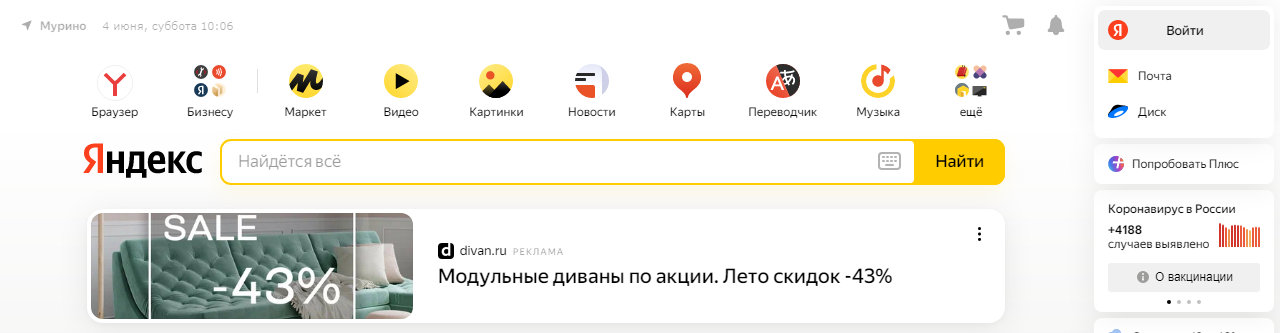 Мурино 4 июня, суббота 10:06
Браузер Бизнесу Маркет Видео Картинки Новости Карты Переводчик Музыка ещё
Яндекс Найдётся всё Найти
SALE
-43%
divan.ru РЕКЛАМА
Модульные диваны по акции. Лето скидок -43%
Войти
Почта
Диск
Попробовать Плюс
Коронавирус в России
+4188
случаев выявлено
О вакцинации